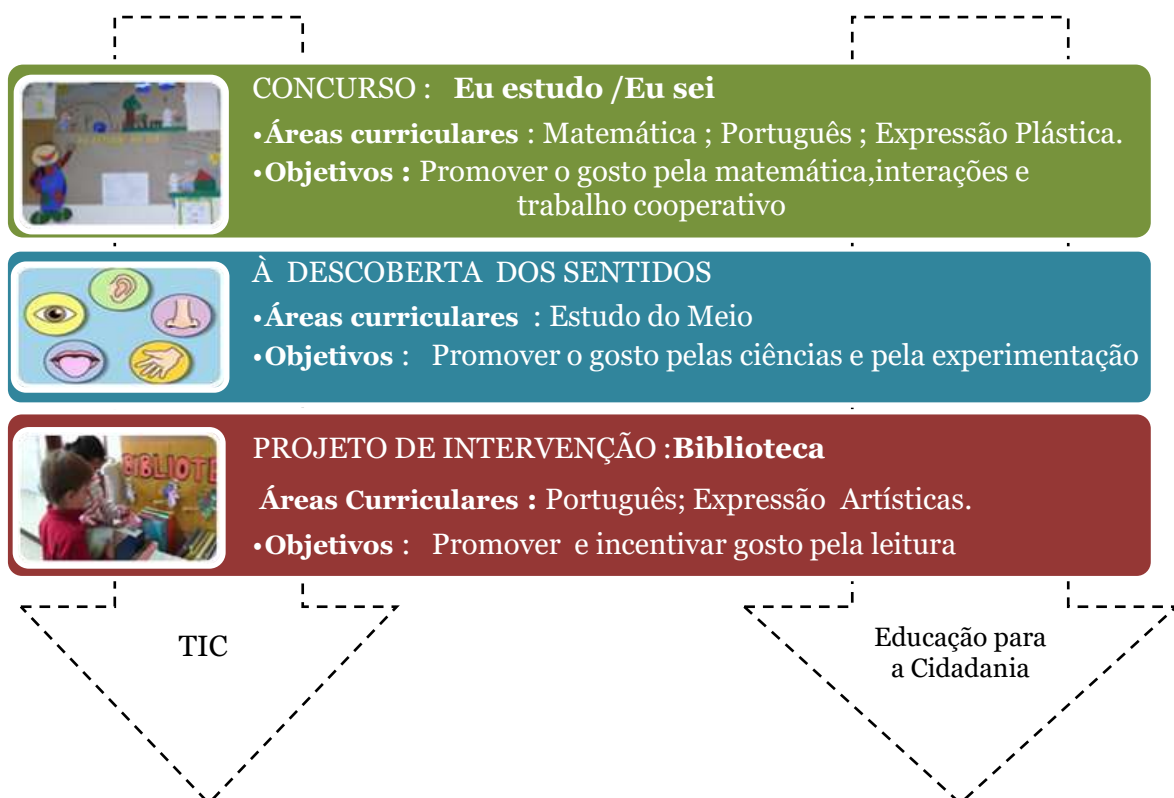 CONCURSO : Eu estudo /Eu sei
•Áreas curriculares : Matemática ; Português ; Expressão Plástica.
•Objetivos : Promover o gosto pela matemática,interações e
trabalho cooperativo
À DESCOBERTA DOS SENTIDOS
•Áreas curriculares : Estudo do Meio
•Objetivos : Promover o gosto pelas ciências e pela experimentação
BIBLIOTE
PROJETO DE INTERVENÇÃO :Biblioteca
Áreas Curriculares : Português; Expressão Artísticas.
•Objetivos : Promover e incentivar gosto pela leitura
TIC
Educação para
a Cidadania